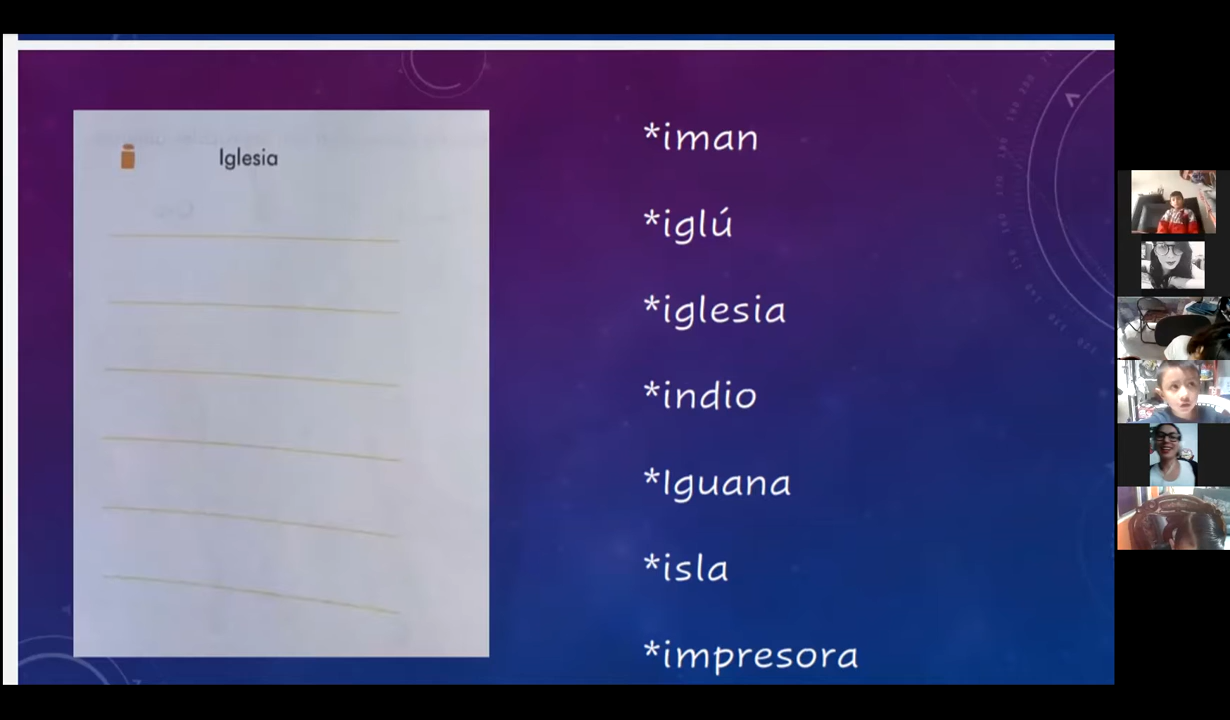 i Iglesia
*iman
*iglú
*iglesia
*indio
*Iguana
*isla
*impresora